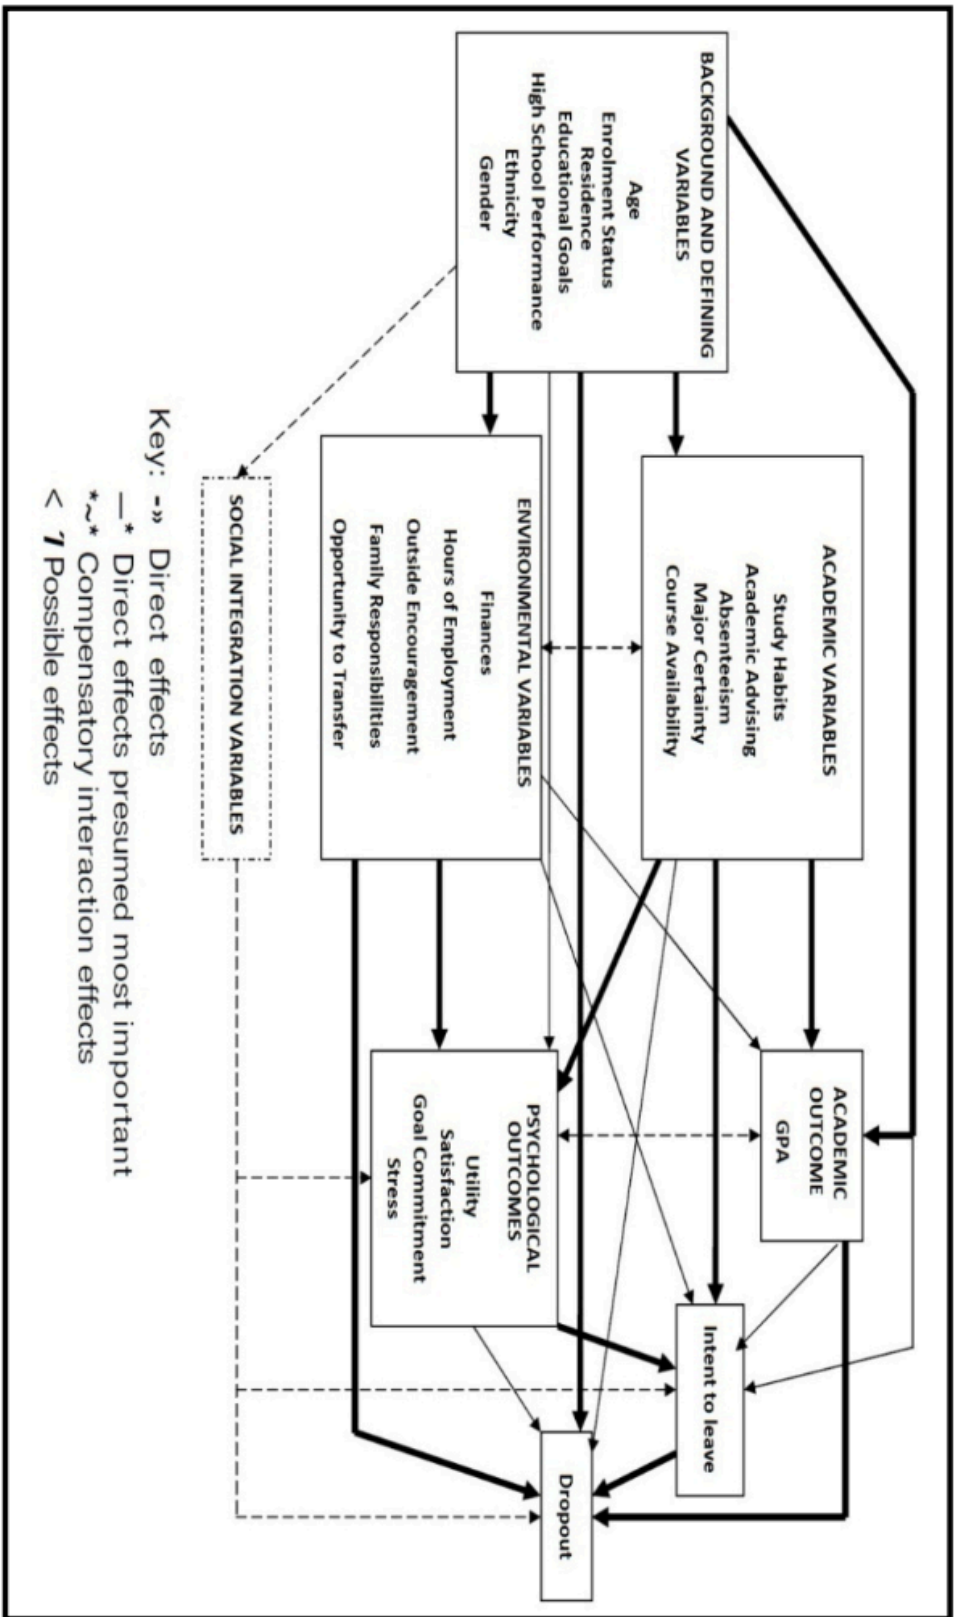 BACKGROUND AND DEFINING
VARIABLES
Age
Enrolment Status
Residence
Educational Goals
High School Performance
Ethnicity
Gender
ACADEMIC VARIABLES
Study Habits
Academic Advising
Absenteeism
Major Certainty
Course Availability
ENVIRONMENTAL VARIABLES
Finances
Hours of Employment
Outside Encouragement
Family Responsibilities
Opportunity to Transfer
SOCIAL INTEGRATION VARIABLES
ACADEMIC
OUTCOME
GPA
PSYCHOLOGICAL
OUTCOMES
Utility
Satisfaction
Goal Commitment
Stress
Intent to leave
Dropout
Key: -» Direct effects
—* Direct effects presumed most important
*~* Compensatory interaction effects
< 1 Possible effects